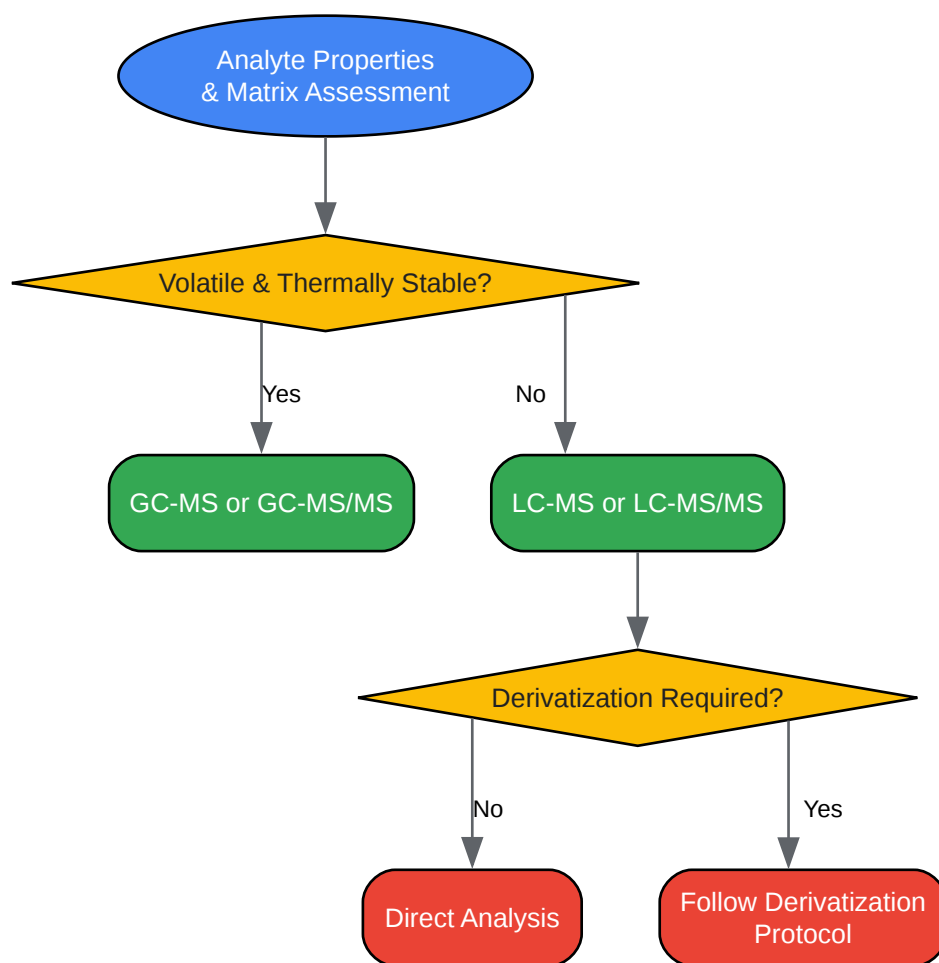 Analyte Properties
& Matrix Assessment
Volatile & Thermally Stable?
Yes
No
GC-MS or GC-MS/MS
LC-MS or LC-MS/MS
Derivatization Required?
No
Yes
Direct Analysis
Follow Derivatization
Protocol